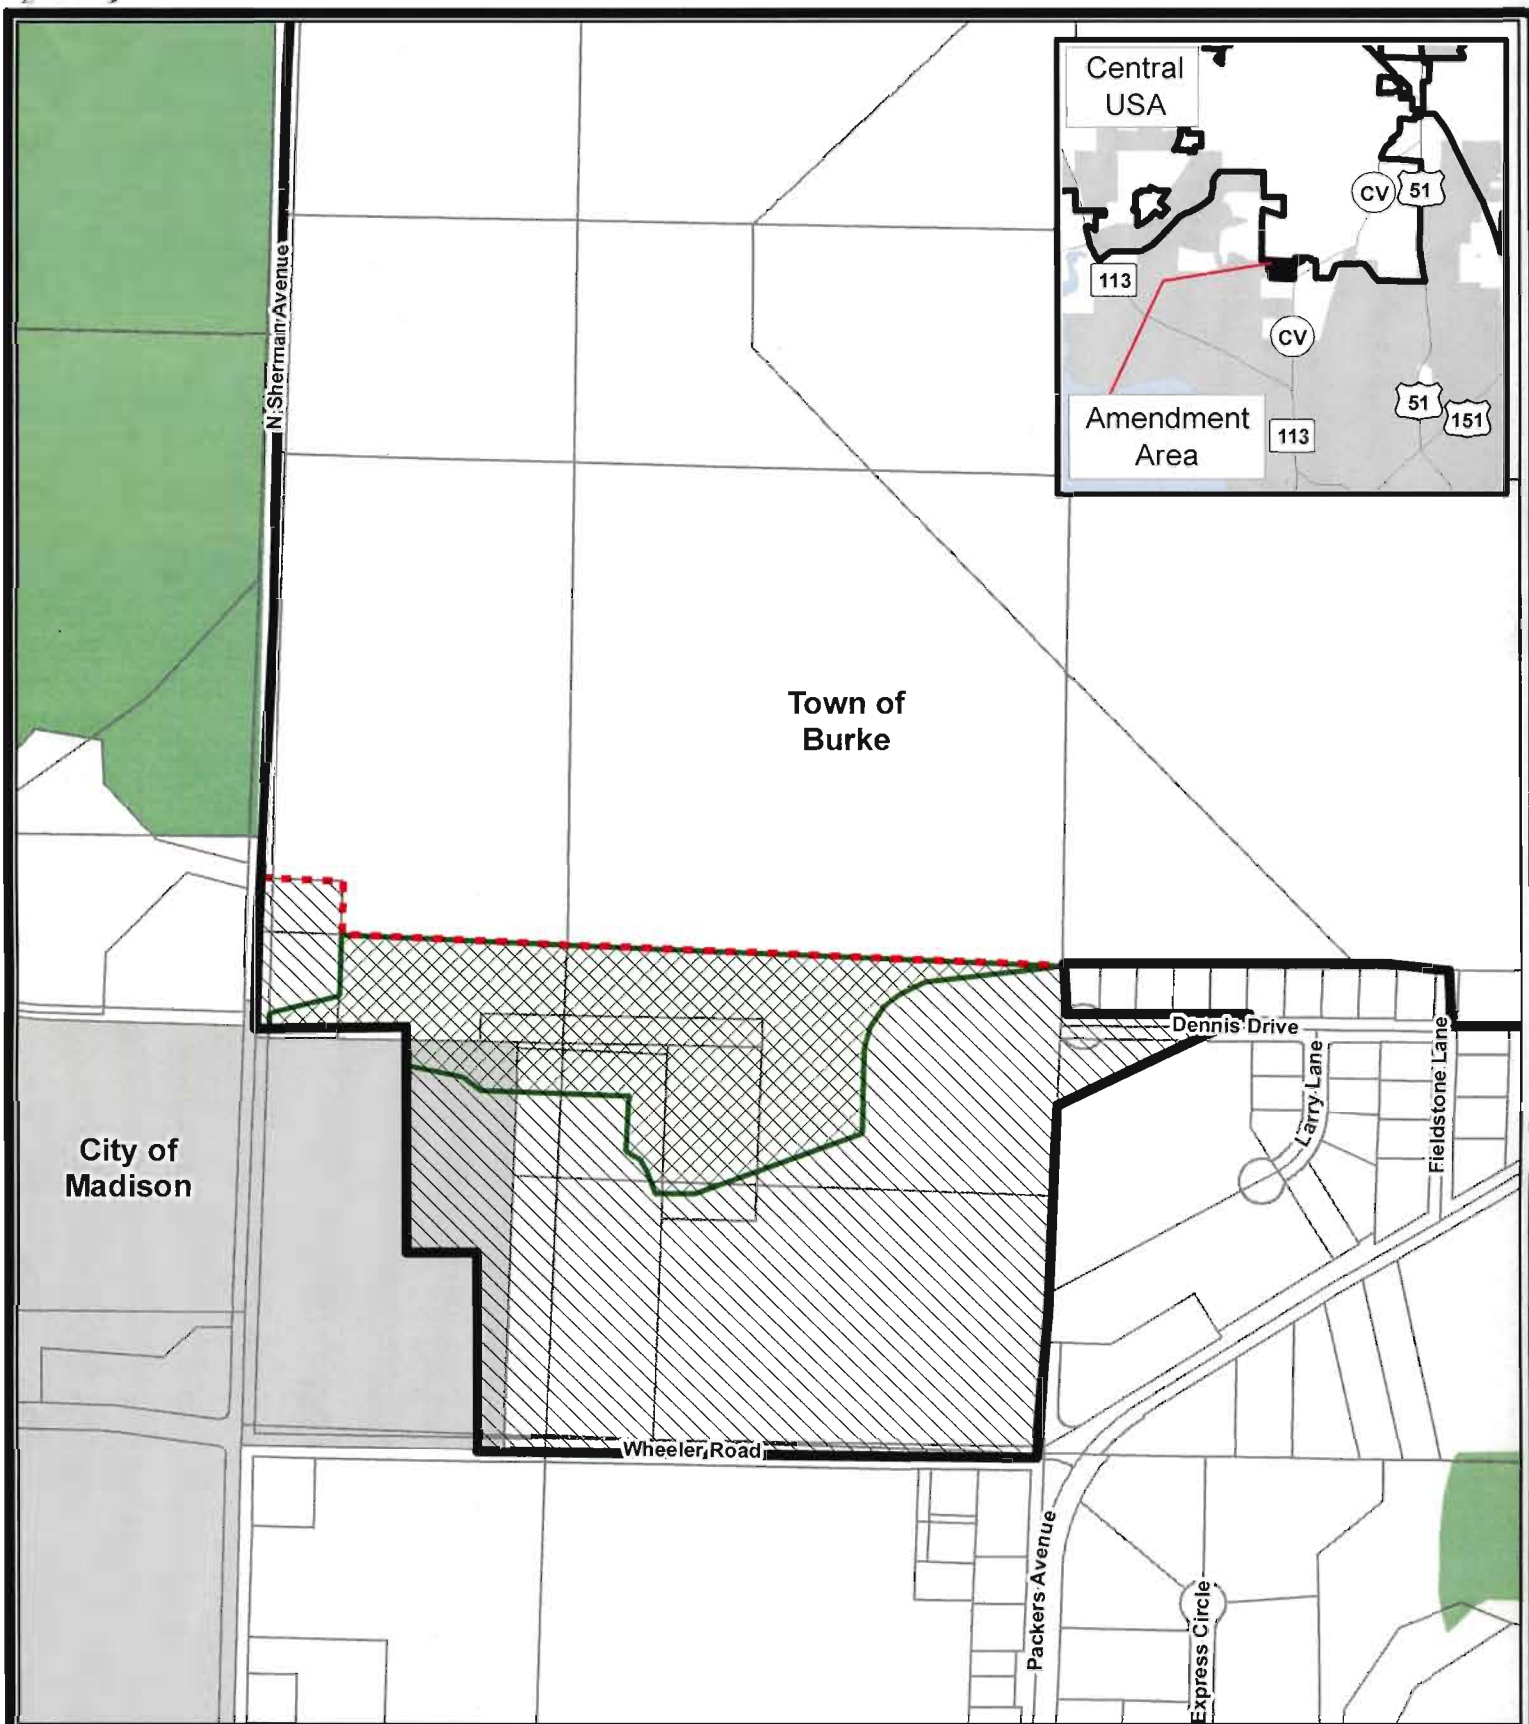 Central
USA
CV
51
113
CV
51
151
Amendment
Area
113
N Sherman Avenue
Town of
Burke
Dennis Drive
Larry Lane
Fieldstone Lane
City of
Madison
Wheeler Road
Packers Avenue
Express Circle